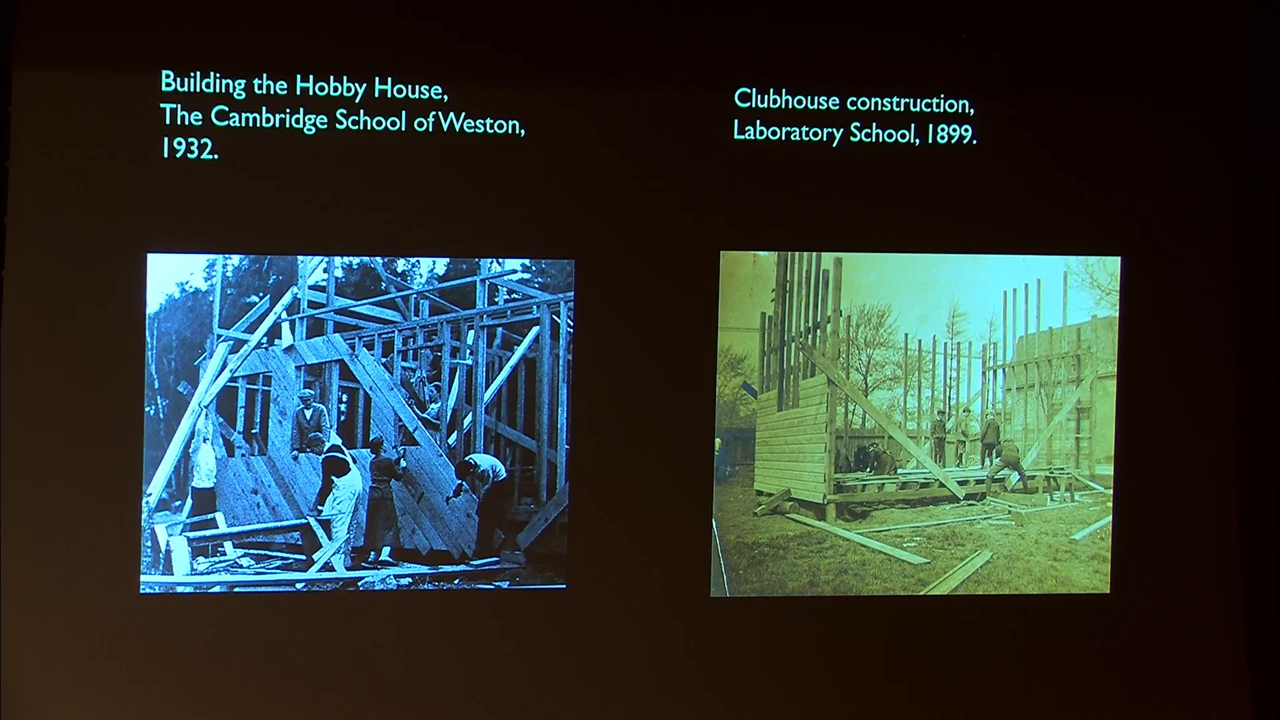 Building the Hobby House,
The Cambridge School of Weston,
1932.
Clubhouse construction,
Laboratory School, 1899.